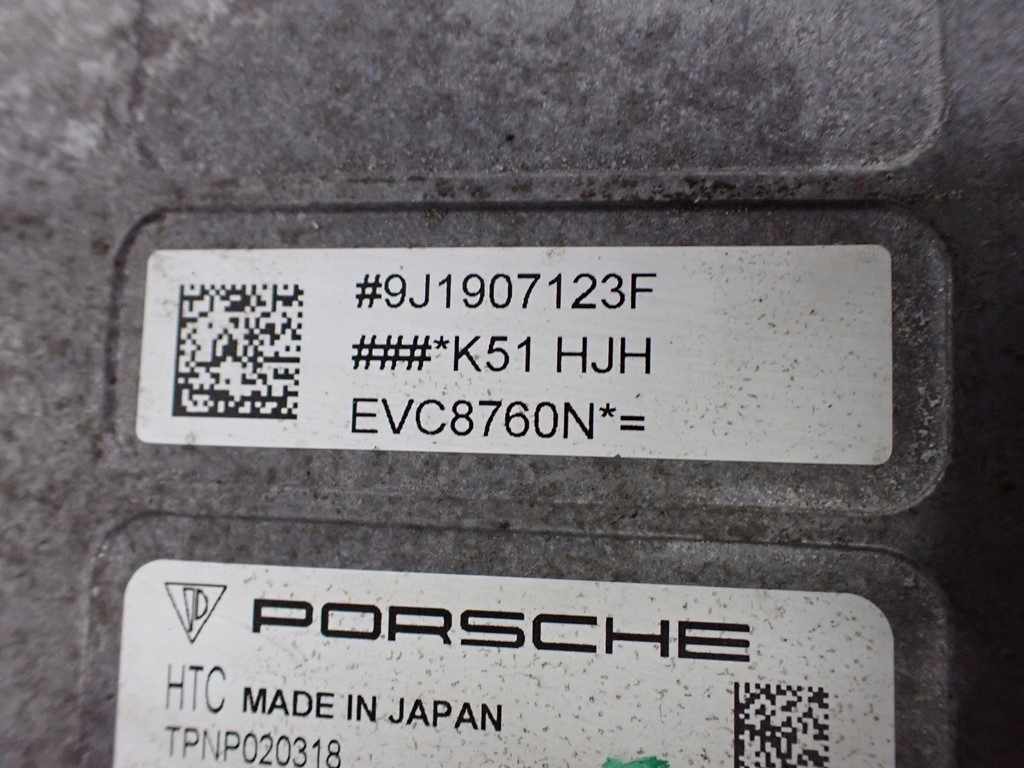 #9J1907123F
###*K51 HJH
EVC8760N*=
PORSCHE
HTC MADE IN JAPAN
TPNP020318